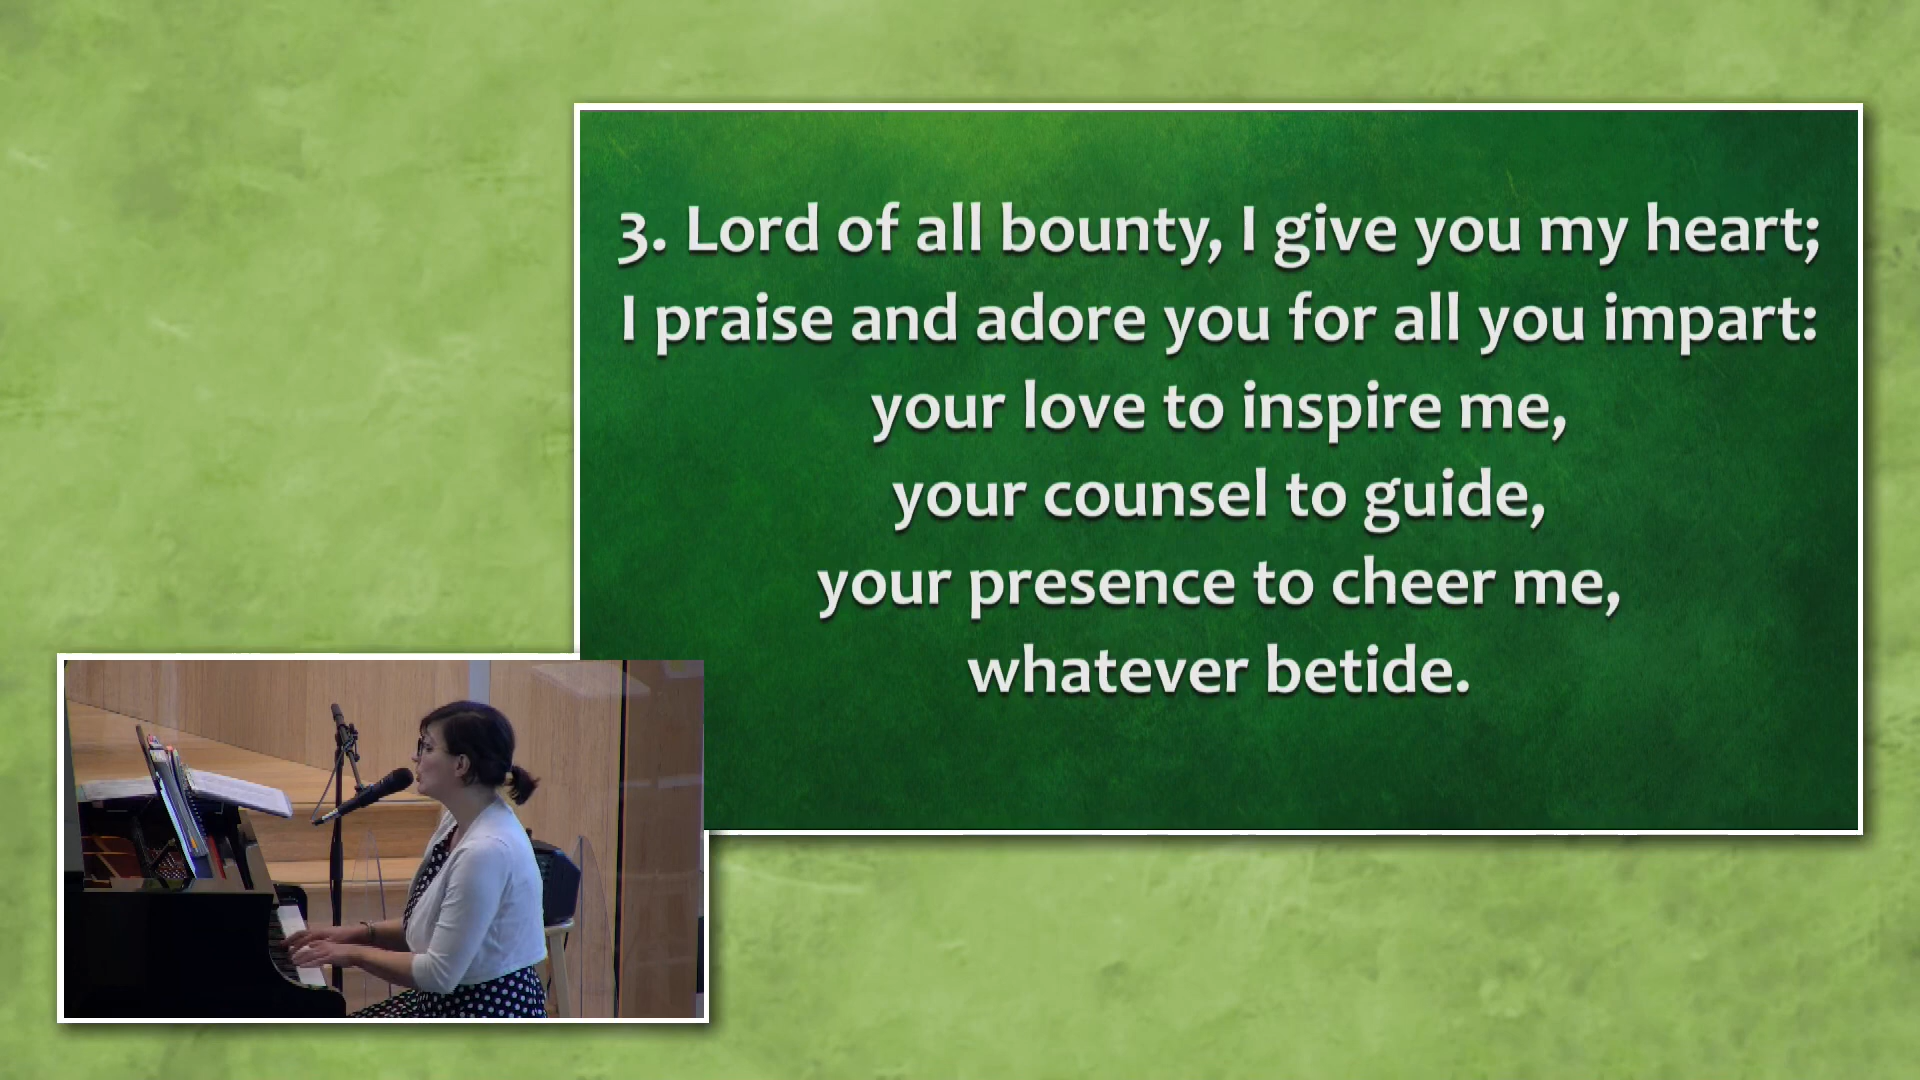 3. Lord of all bounty, I give you my heart;
I praise and adore you for all you impart:
your love to inspire me,
your counsel to guide,
your presence to cheer me,
whatever betide.